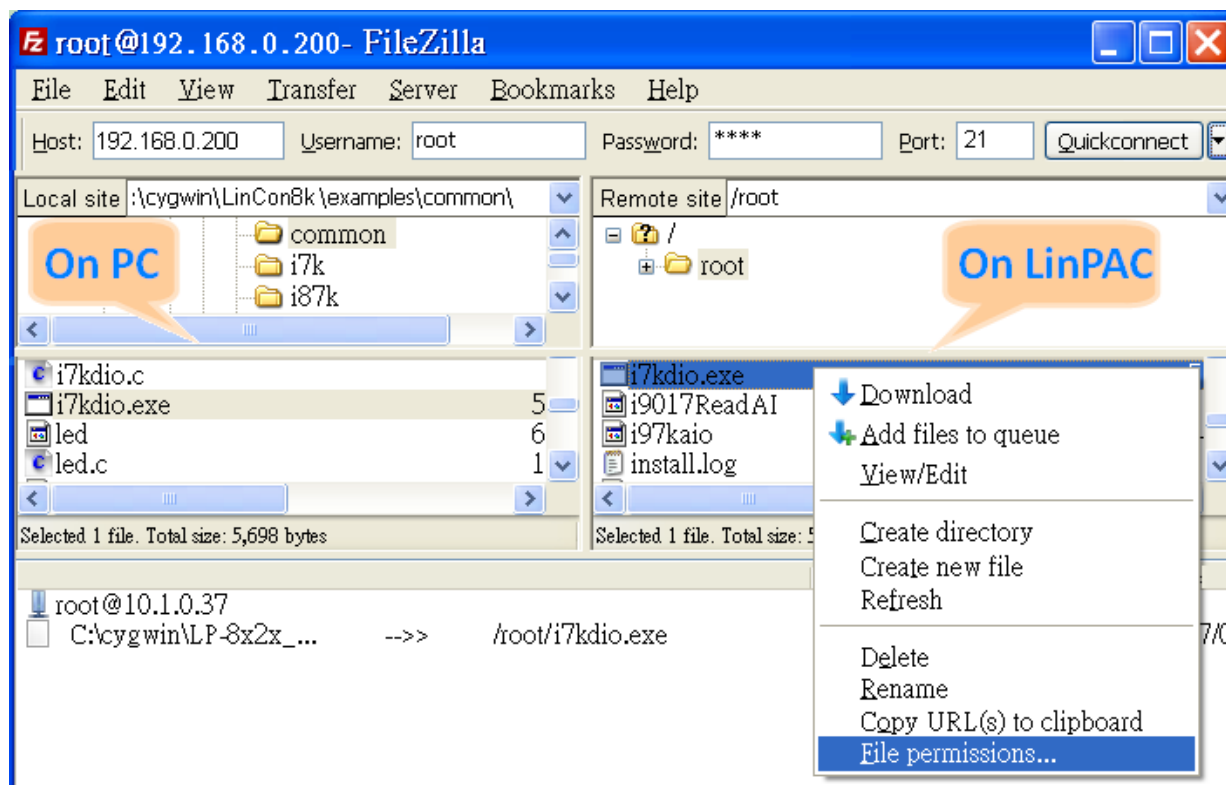 root@192.168.0.200- FileZilla
File Edit View Transfer Server Bookmarks Help
Host: 192.168.0.200 Username: root Password: **** Port: 21 Quickconnect
Local site :\cygwin\LinCon8k\examples\common\
Remote site /root
common
i7k
i87k
On PC
/
root
On LinPAC
i7kdio.c
i7kdio.exe 5
led 6
led.c 1
Selected 1 file. Total size: 5,698 bytes
i7kdio.exe
i9017ReadAI
i97kaio
install.log
Selected 1 file. Total size:
Download
Add files to queue
View/Edit
Create directory
Create new file
Refresh
Delete
Rename
Copy URL(s) to clipboard
File permissions...
root@10.1.0.37
C:\cygwin\LP-8x2x_... -->> /root/i7kdio.exe